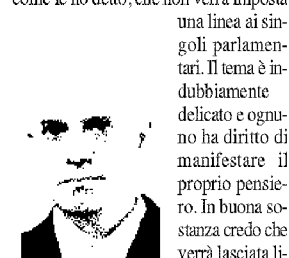 come le ho detto, che non verrà imposta
una linea ai sin-
goli parlamen-
tari. Il tema è in-
dubbiamente
delicato e ognu-
no ha diritto di
manifestare il
proprio pensie-
ro. In buona so-
stanza credo che
verrà lasciata li-